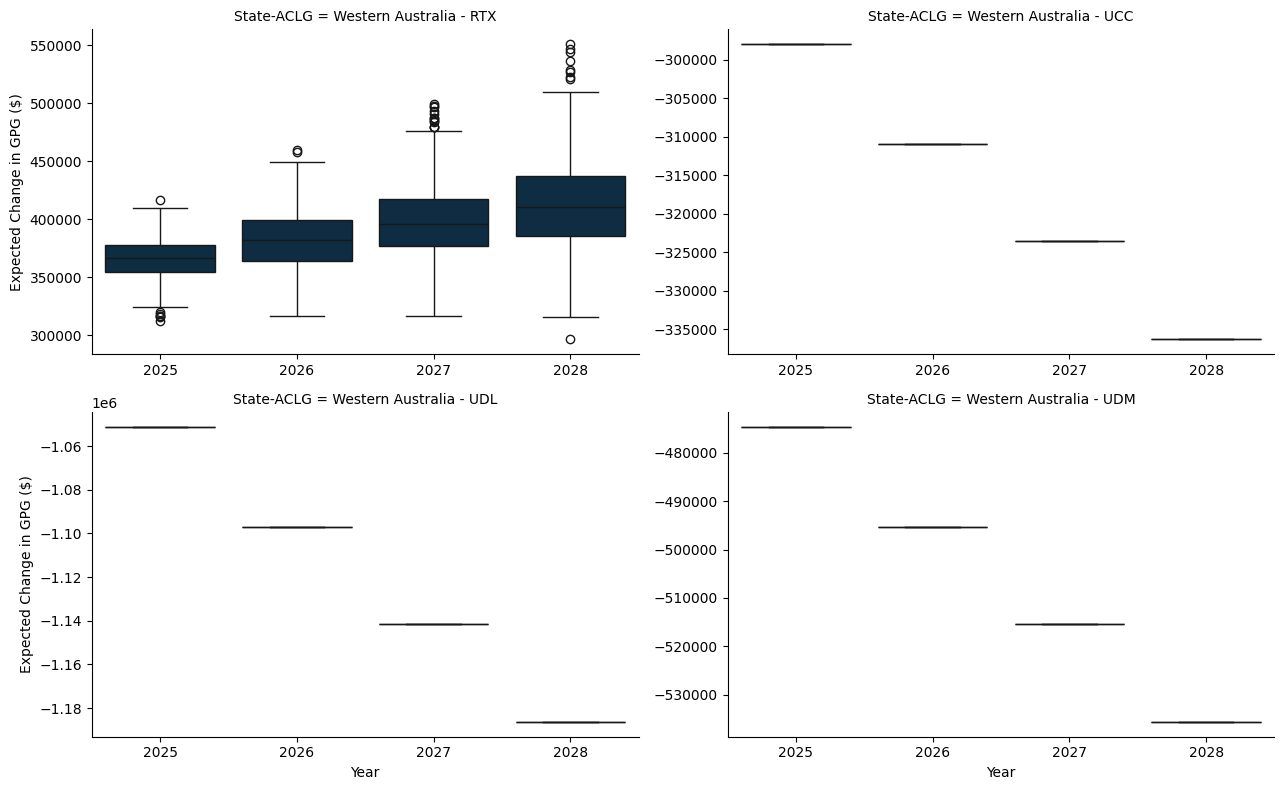 State-ACLG = Western Australia - RTX
Expected Change in GPG ($)
550000
500000
450000
400000
350000
300000
2025 2026 2027 2028
State-ACLG = Western Australia - UCC
−300000
−305000
−310000
−315000
−320000
−325000
−330000
−335000
2025 2026 2027 2028
State-ACLG = Western Australia - UDL
1e6
Expected Change in GPG ($)
−1.06
−1.08
−1.10
−1.12
−1.14
−1.16
−1.18
2025 2026 2027 2028
Year
State-ACLG = Western Australia - UDM
−480000
−490000
−500000
−510000
−520000
−530000
2025 2026 2027 2028
Year